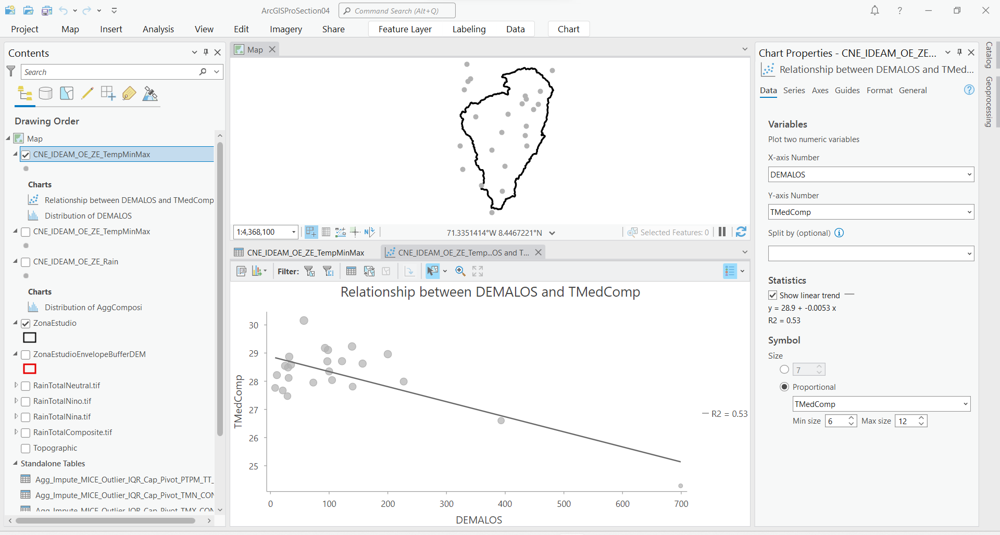 ArcGISProSection04
Command Search (Alt+Q)
?
Project Map Insert Analysis View Edit Imagery Share Feature Layer Labeling Data Chart
Contents
Search
Drawing Order
Map
CNE_IDEAM_OE_ZE_TempMinMax
Charts
Relationship between DEMALOS and TMedComp
Distribution of DEMALOS
CNE_IDEAM_OE_ZE_TempMinMax
CNE_IDEAM_OE_ZE_Rain
Charts
Distribution of AggComposi
ZonaEstudio
ZonaEstudioEnvelopeBufferDEM
RainTotalNeutral.tif
RainTotalNino.tif
RainTotalNina.tif
RainTotalComposite.tif
Topographic
Standalone Tables
Agg_Impute_MICE_Outlier_IQR_Cap_Pivot_PTPM_TT_
Agg_Impute_MICE_Outlier_IQR_Cap_Pivot_TMN_CON
Agg_Impute_MICE_Outlier_IQR_Cap_Pivot_TMX_CON
Map
1:4,368,100
71.3351414°W 8.4467221°N
Selected Features: 0
CNE_IDEAM_OE_ZE_TempMinMax
CNE_IDEAM_OE_ZE_Temp...OS and T...
Filter:
Relationship between DEMALOS and TMedComp
TMedComp
30
29
28
27
26
25
0 100 200 300 400 500 600 700
DEMALOS
R2 = 0.53
Chart Properties - CNE_IDEAM_OE_ZE...
Relationship between DEMALOS and TMed...
Data Series Axes Guides Format General
?
Variables
Plot two numeric variables
X-axis Number
DEMALOS
Y-axis Number
TMedComp
Split by (optional)
Statistics
Show linear trend
y = 28.9 + -0.0053 x
R2 = 0.53
Symbol
Size
7
Proportional
TMedComp
Min size 6 Max size 12
Catalog
Geoprocessing